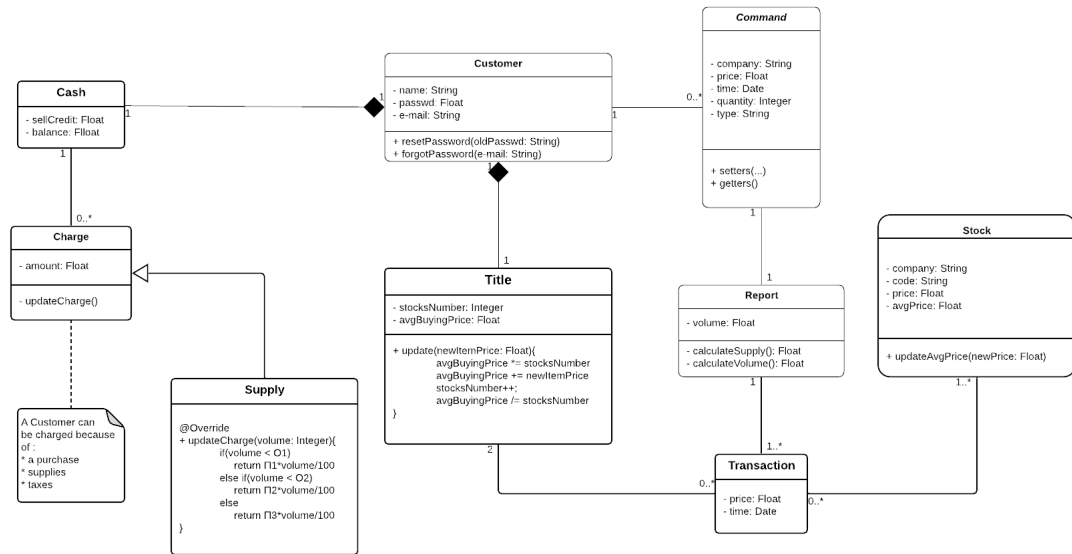 Cash
- sellCredit: Float
- balance: Float
1
1
1
Customer
- name: String
- passwd: Float
- e-mail: String
+ resetPassword(oldPasswd: String)
+ forgotPassword(e-mail: String)
1
1
0..*
Command
- company: String
- price: Float
- time: Date
- quantity: Integer
- type: String
+ setters(...)
+ getters()
1
0..*
Charge
- amount: Float
- updateCharge()
A Customer can
be charged because
of :
* a purchase
* supplies
* taxes
Supply
@Override
+ updateCharge(volume: Integer){
if(volume < O1)
return Π1*volume/100
else if(volume < O2)
return Π2*volume/100
else
return Π3*volume/100
}
1
Title
- stocksNumber: Integer
- avgBuyingPrice: Float
+ update(newItemPrice: Float){
avgBuyingPrice *= stocksNumber
avgBuyingPrice += newItemPrice
stocksNumber++;
avgBuyingPrice /= stocksNumber
}
2
1
Report
- volume: Float
- calculateSupply(): Float
- calculateVolume(): Float
1
Stock
- company: String
- code: String
- price: Float
- avgPrice: Float
+ updateAvgPrice(newPrice: Float)
1..*
1..*
0..*
Transaction
- price: Float
- time: Date
0..*